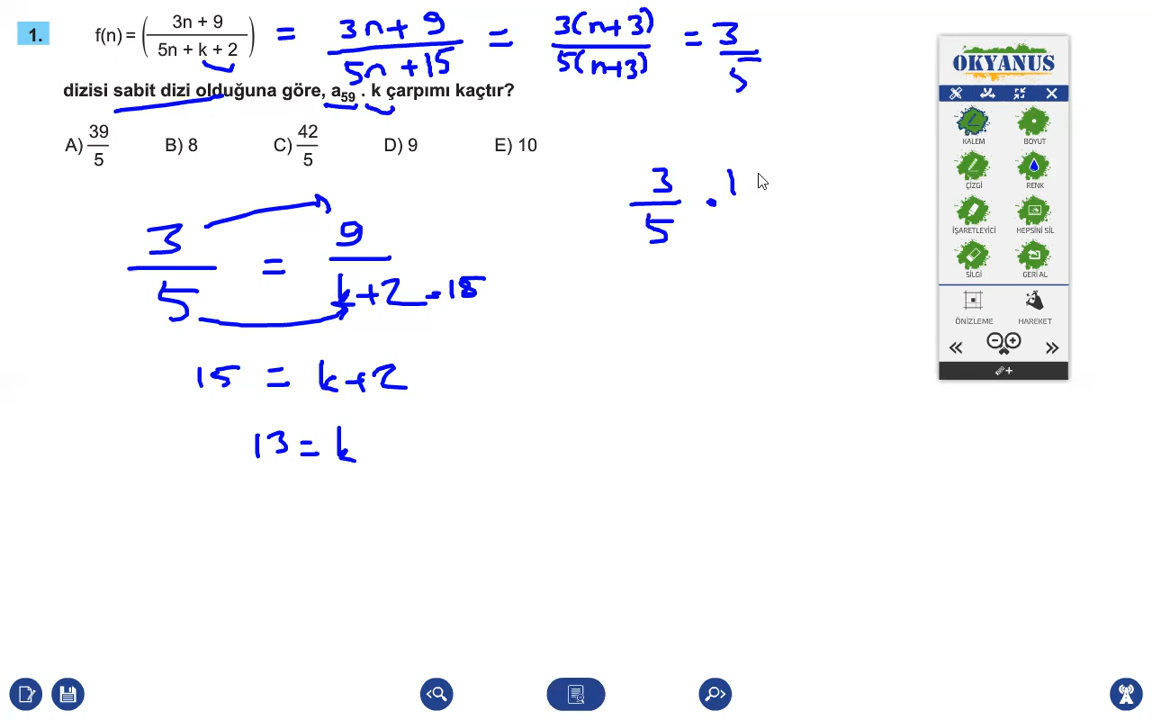 1. f(n) = ( 3n + 9 / 5n + k + 2 ) = 3n + 9 / 5n + 15 = 3(n+3) / 5(n+3) = 3 / 5
dizisi sabit dizi olduğuna göre, a59 . k çarpımı kaçtır?
A) 39/5 B) 8 C) 42/5 D) 9 E) 10
3/5 . 1
3/5 = 9 / k+2 = 15
15 = k+2
13 = k
OKYANUS
KALEM BOYUT
ÇİZGİ RENK
İŞARETLEYİCİ HEPSİNİ SİL
SİLGİ GERİ AL
ÖNİZLEME HAREKET